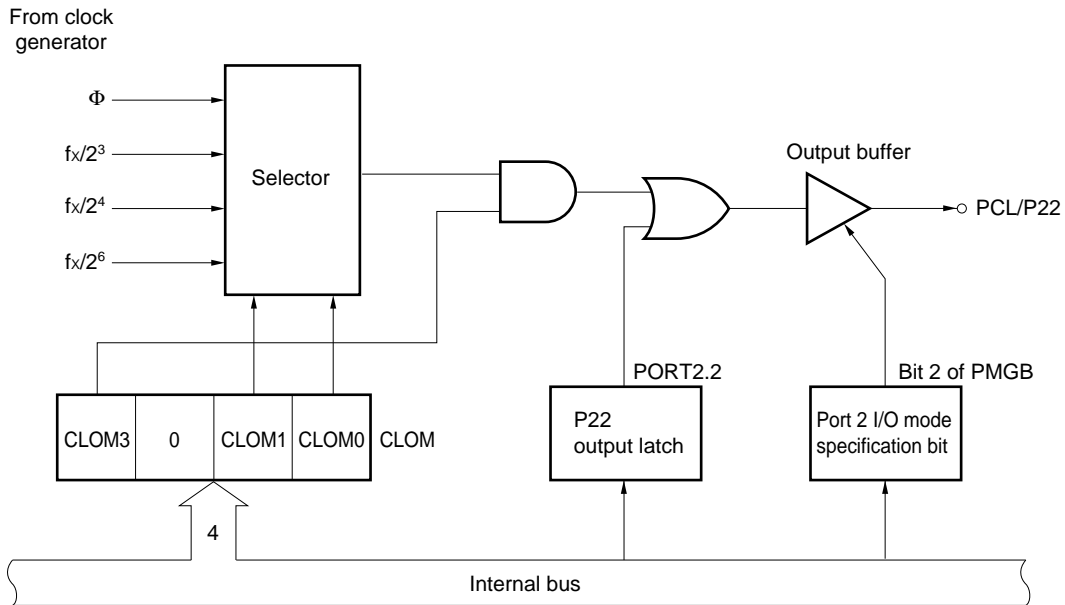 From clock
generator
Φ
fx/2³
fx/2⁴
fx/2⁶
Selector
Output buffer
PCL/P22
PORT2.2
Bit 2 of PMGB
CLOM3 0 CLOM1 CLOM0 CLOM
P22
output latch
Port 2 I/O mode
specification bit
4
Internal bus